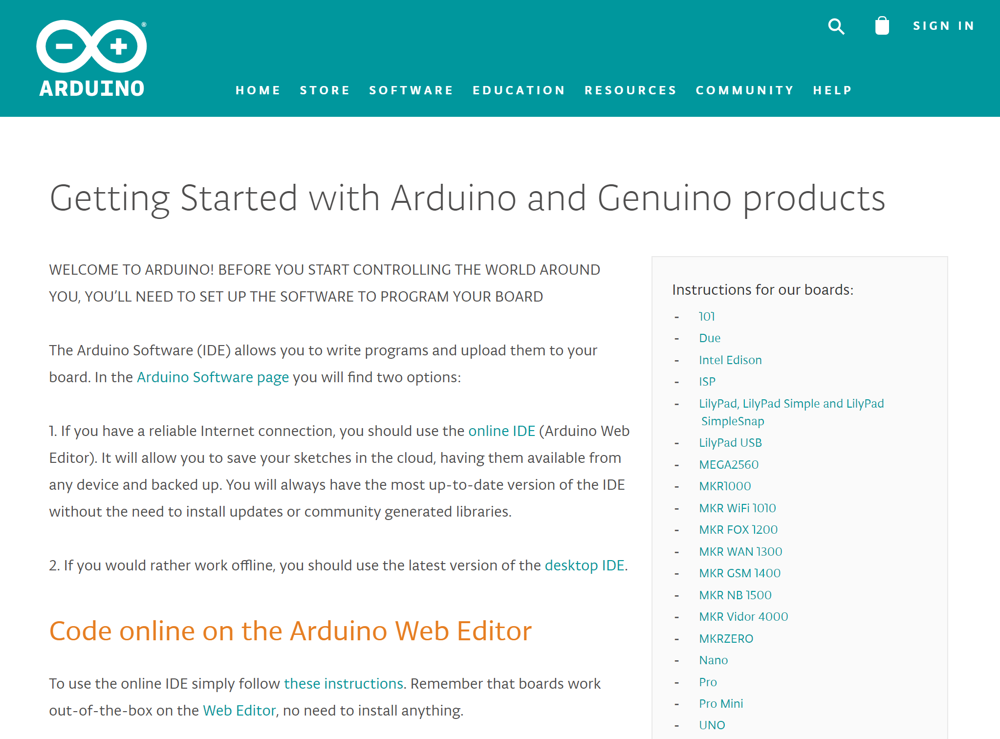 ®
ARDUINO
SIGN IN
HOME STORE SOFTWARE EDUCATION RESOURCES COMMUNITY HELP
Getting Started with Arduino and Genuino products
WELCOME TO ARDUINO! BEFORE YOU START CONTROLLING THE WORLD AROUND
YOU, YOU’LL NEED TO SET UP THE SOFTWARE TO PROGRAM YOUR BOARD
The Arduino Software (IDE) allows you to write programs and upload them to your
board. In the Arduino Software page you will find two options:
1. If you have a reliable Internet connection, you should use the online IDE (Arduino Web
Editor). It will allow you to save your sketches in the cloud, having them available from
any device and backed up. You will always have the most up-to-date version of the IDE
without the need to install updates or community generated libraries.
2. If you would rather work offline, you should use the latest version of the desktop IDE.
Code online on the Arduino Web Editor
To use the online IDE simply follow these instructions. Remember that boards work
out-of-the-box on the Web Editor, no need to install anything.
Instructions for our boards:
- 101
- Due
- Intel Edison
- ISP
- LilyPad, LilyPad Simple and LilyPad
SimpleSnap
- LilyPad USB
- MEGA2560
- MKR1000
- MKR WiFi 1010
- MKR FOX 1200
- MKR WAN 1300
- MKR GSM 1400
- MKR NB 1500
- MKR Vidor 4000
- MKRZERO
- Nano
- Pro
- Pro Mini
- UNO